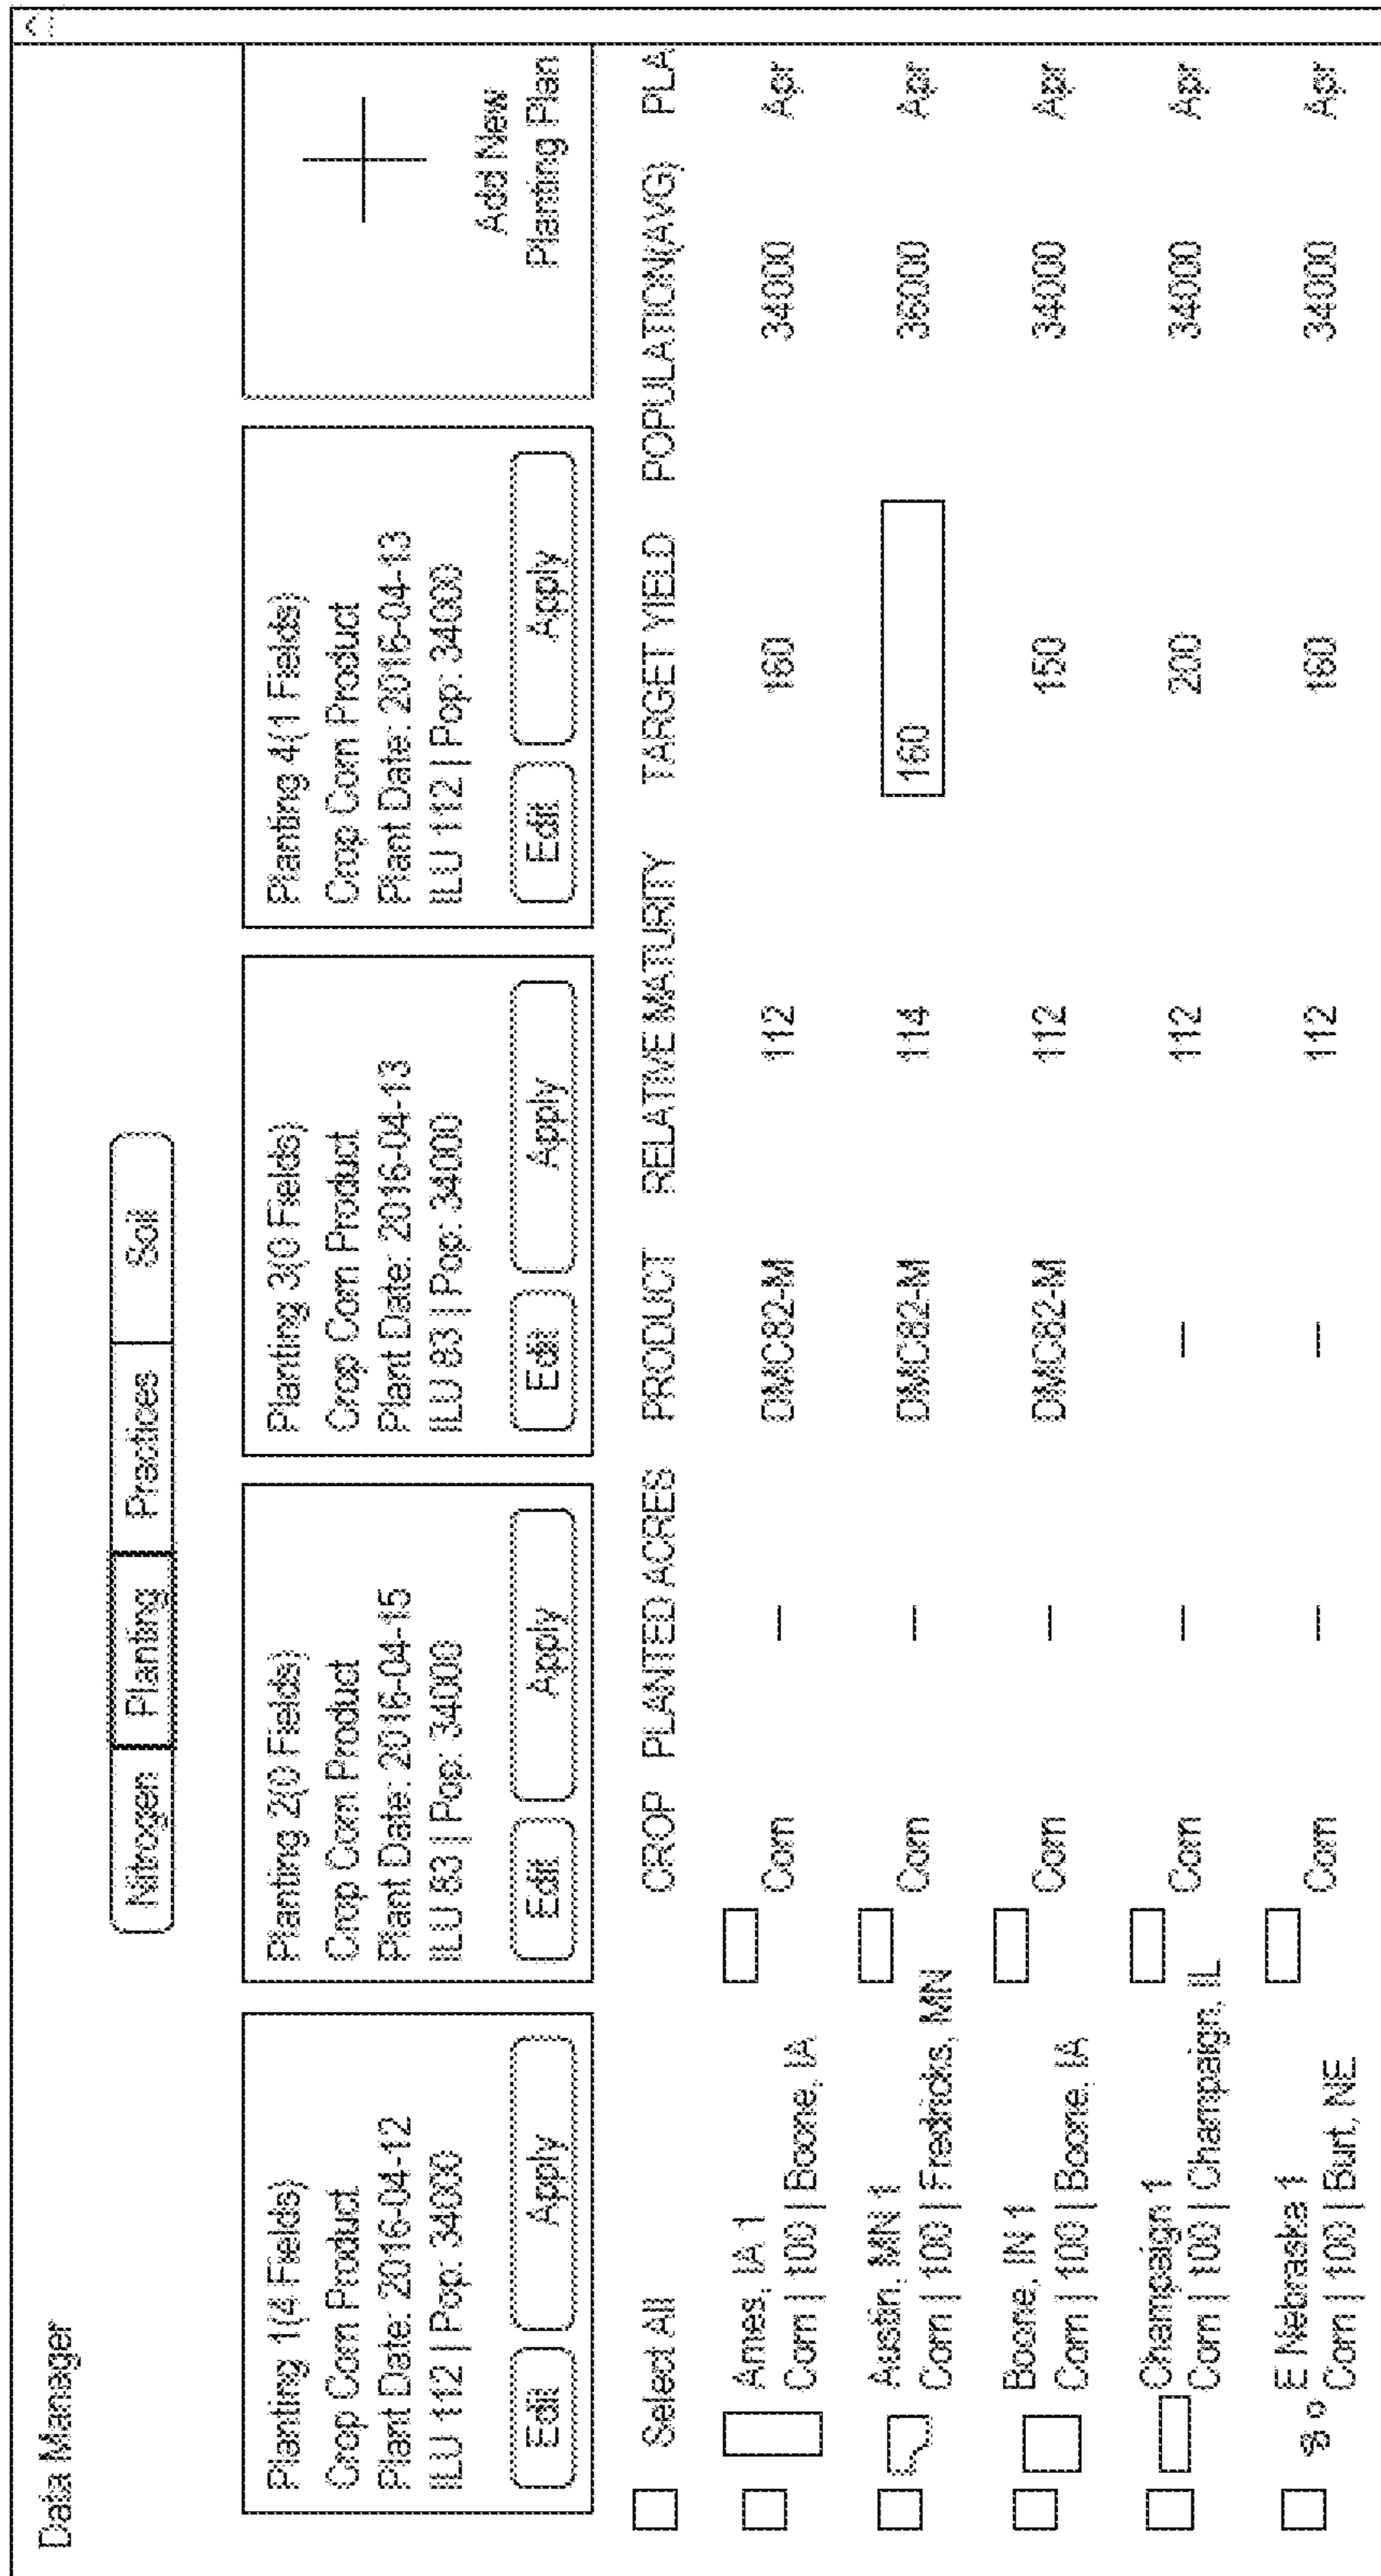 Data Manager
Nitrogen Planting Practices Soil
Planting 1(4 Fields)
Crop Corn Product
Plant Date: 2016-04-12
ILU 112 | Pop: 34000
Edit Apply
Planting 2(0 Fields)
Crop Corn Product
Plant Date: 2016-04-15
ILU 83 | Pop: 34000
Edit Apply
Planting 3(0 Fields)
Crop Corn Product
Plant Date: 2016-04-13
ILU 83 | Pop: 34000
Edit Apply
Planting 4(1 Fields)
Crop Corn Product
Plant Date: 2016-04-13
ILU 112 | Pop: 34000
Edit Apply
Add New
Planting Plan
Select All CROP PLANTED ACRES PRODUCT RELATIVE MATURITY TARGET YIELD POPULATION(AVG) PLA
Ames, IA 1 Corn — DMC82-M 112 160 34000 Apr
Corn | 100 | Boone, IA
Austin, MN 1 Corn — DMC82-M 114 160 36000 Apr
Corn | 100 | Fredricks, MN
Boone, IN 1 Corn — DMC82-M 112 150 34000 Apr
Corn | 100 | Boone, IA
Champaign 1 Corn — — 112 200 34000 Apr
Corn | 100 | Champaign, IL
E Nebraska 1 Corn — — 112 160 34000 Apr
Corn | 100 | Burt, NE